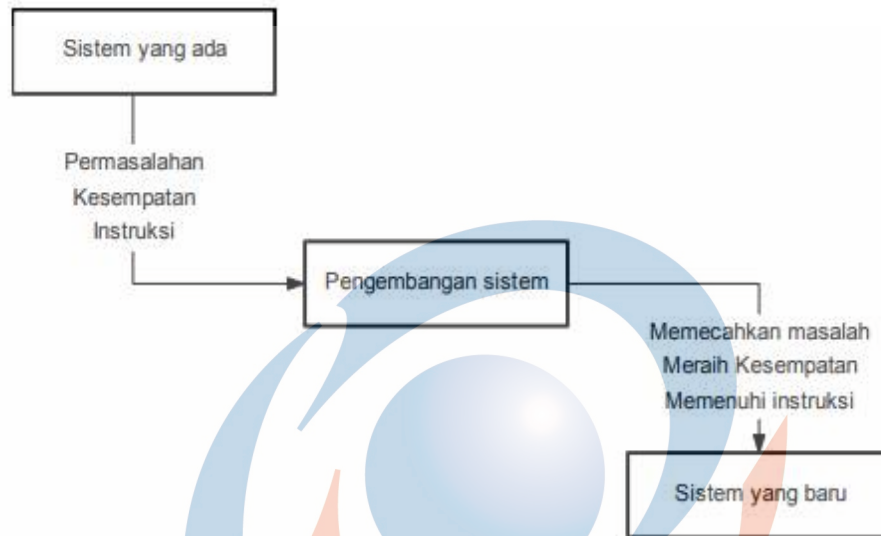 Sistem yang ada
Permasalahan
Kesempatan
Instruksi
Pengembangan sistem
Memecahkan masalah
Meraih Kesempatan
Memenuhi instruksi
Sistem yang baru